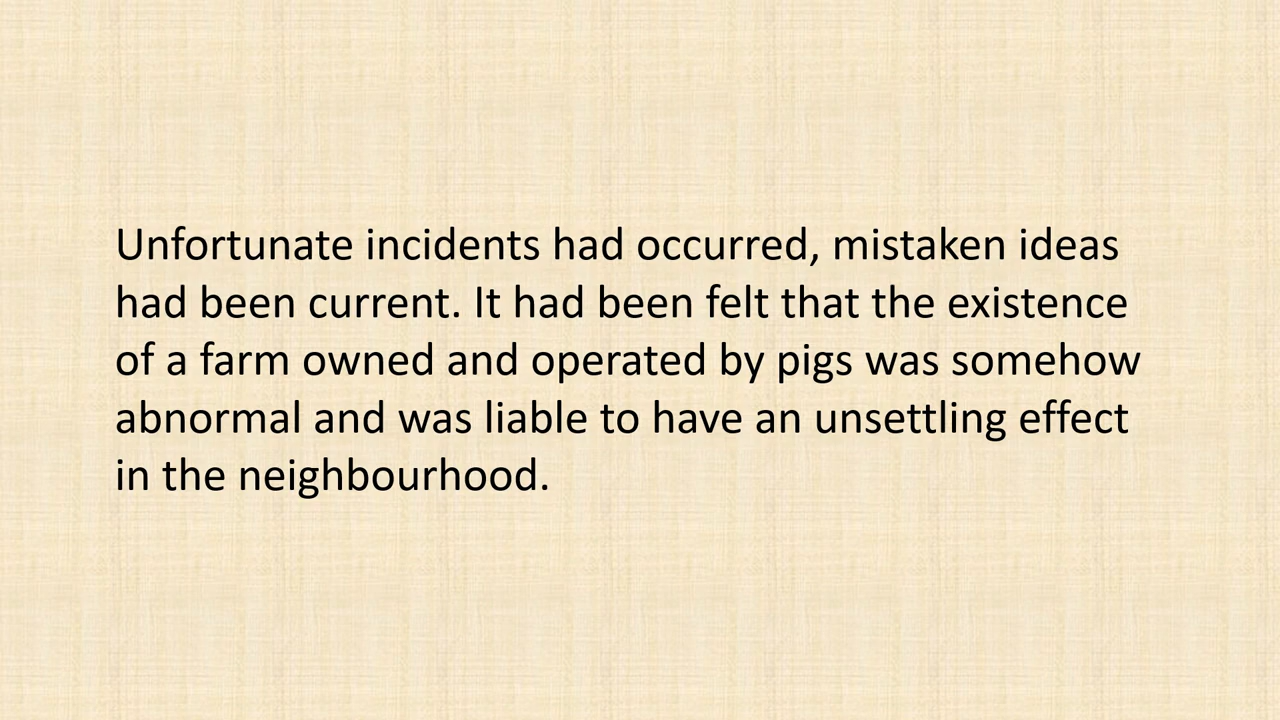 Unfortunate incidents had occurred, mistaken ideas
had been current. It had been felt that the existence
of a farm owned and operated by pigs was somehow
abnormal and was liable to have an unsettling effect
in the neighbourhood.